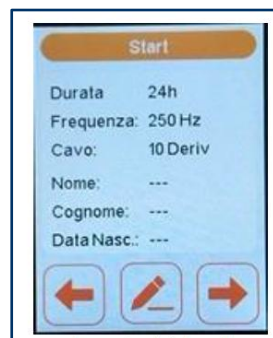 Start
Durata 24h
Frequenza: 250 Hz
Cavo: 10 Deriv
Nome: ---
Cognome: ---
Data Nasc.: ---